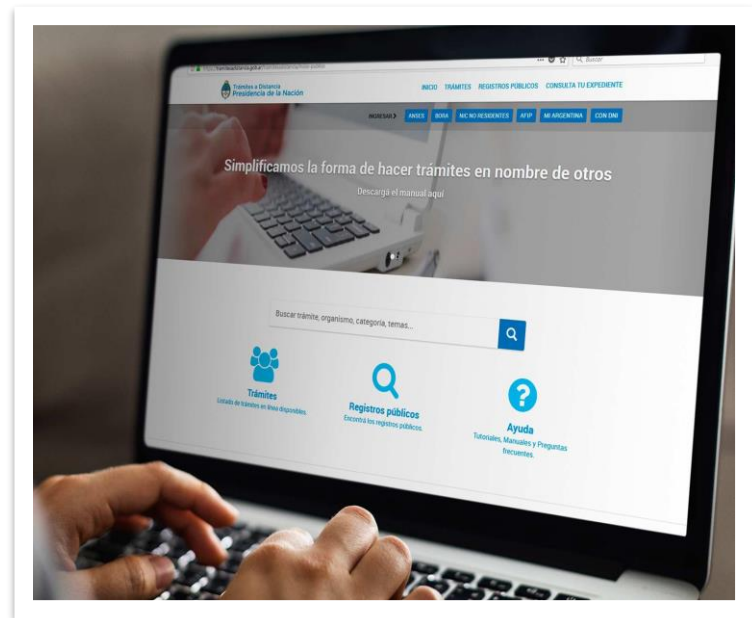 Buscar
Trámites a Distancia
Presidencia de la Nación
INICIO TRÁMITES REGISTROS PÚBLICOS CONSULTA TU EXPEDIENTE
INGRESAR ANSES BORA NIC NO RESIDENTES AFIP MI ARGENTINA CON DNI
Simplificamos la forma de hacer trámites en nombre de otros
Descargá el manual aquí
Buscar trámite, organismo, categoría, temas...
Trámites
Listado de trámites en línea disponibles.
Registros públicos
Encontrá los registros públicos.
Ayuda
Tutoriales, Manuales y Preguntas
frecuentes.